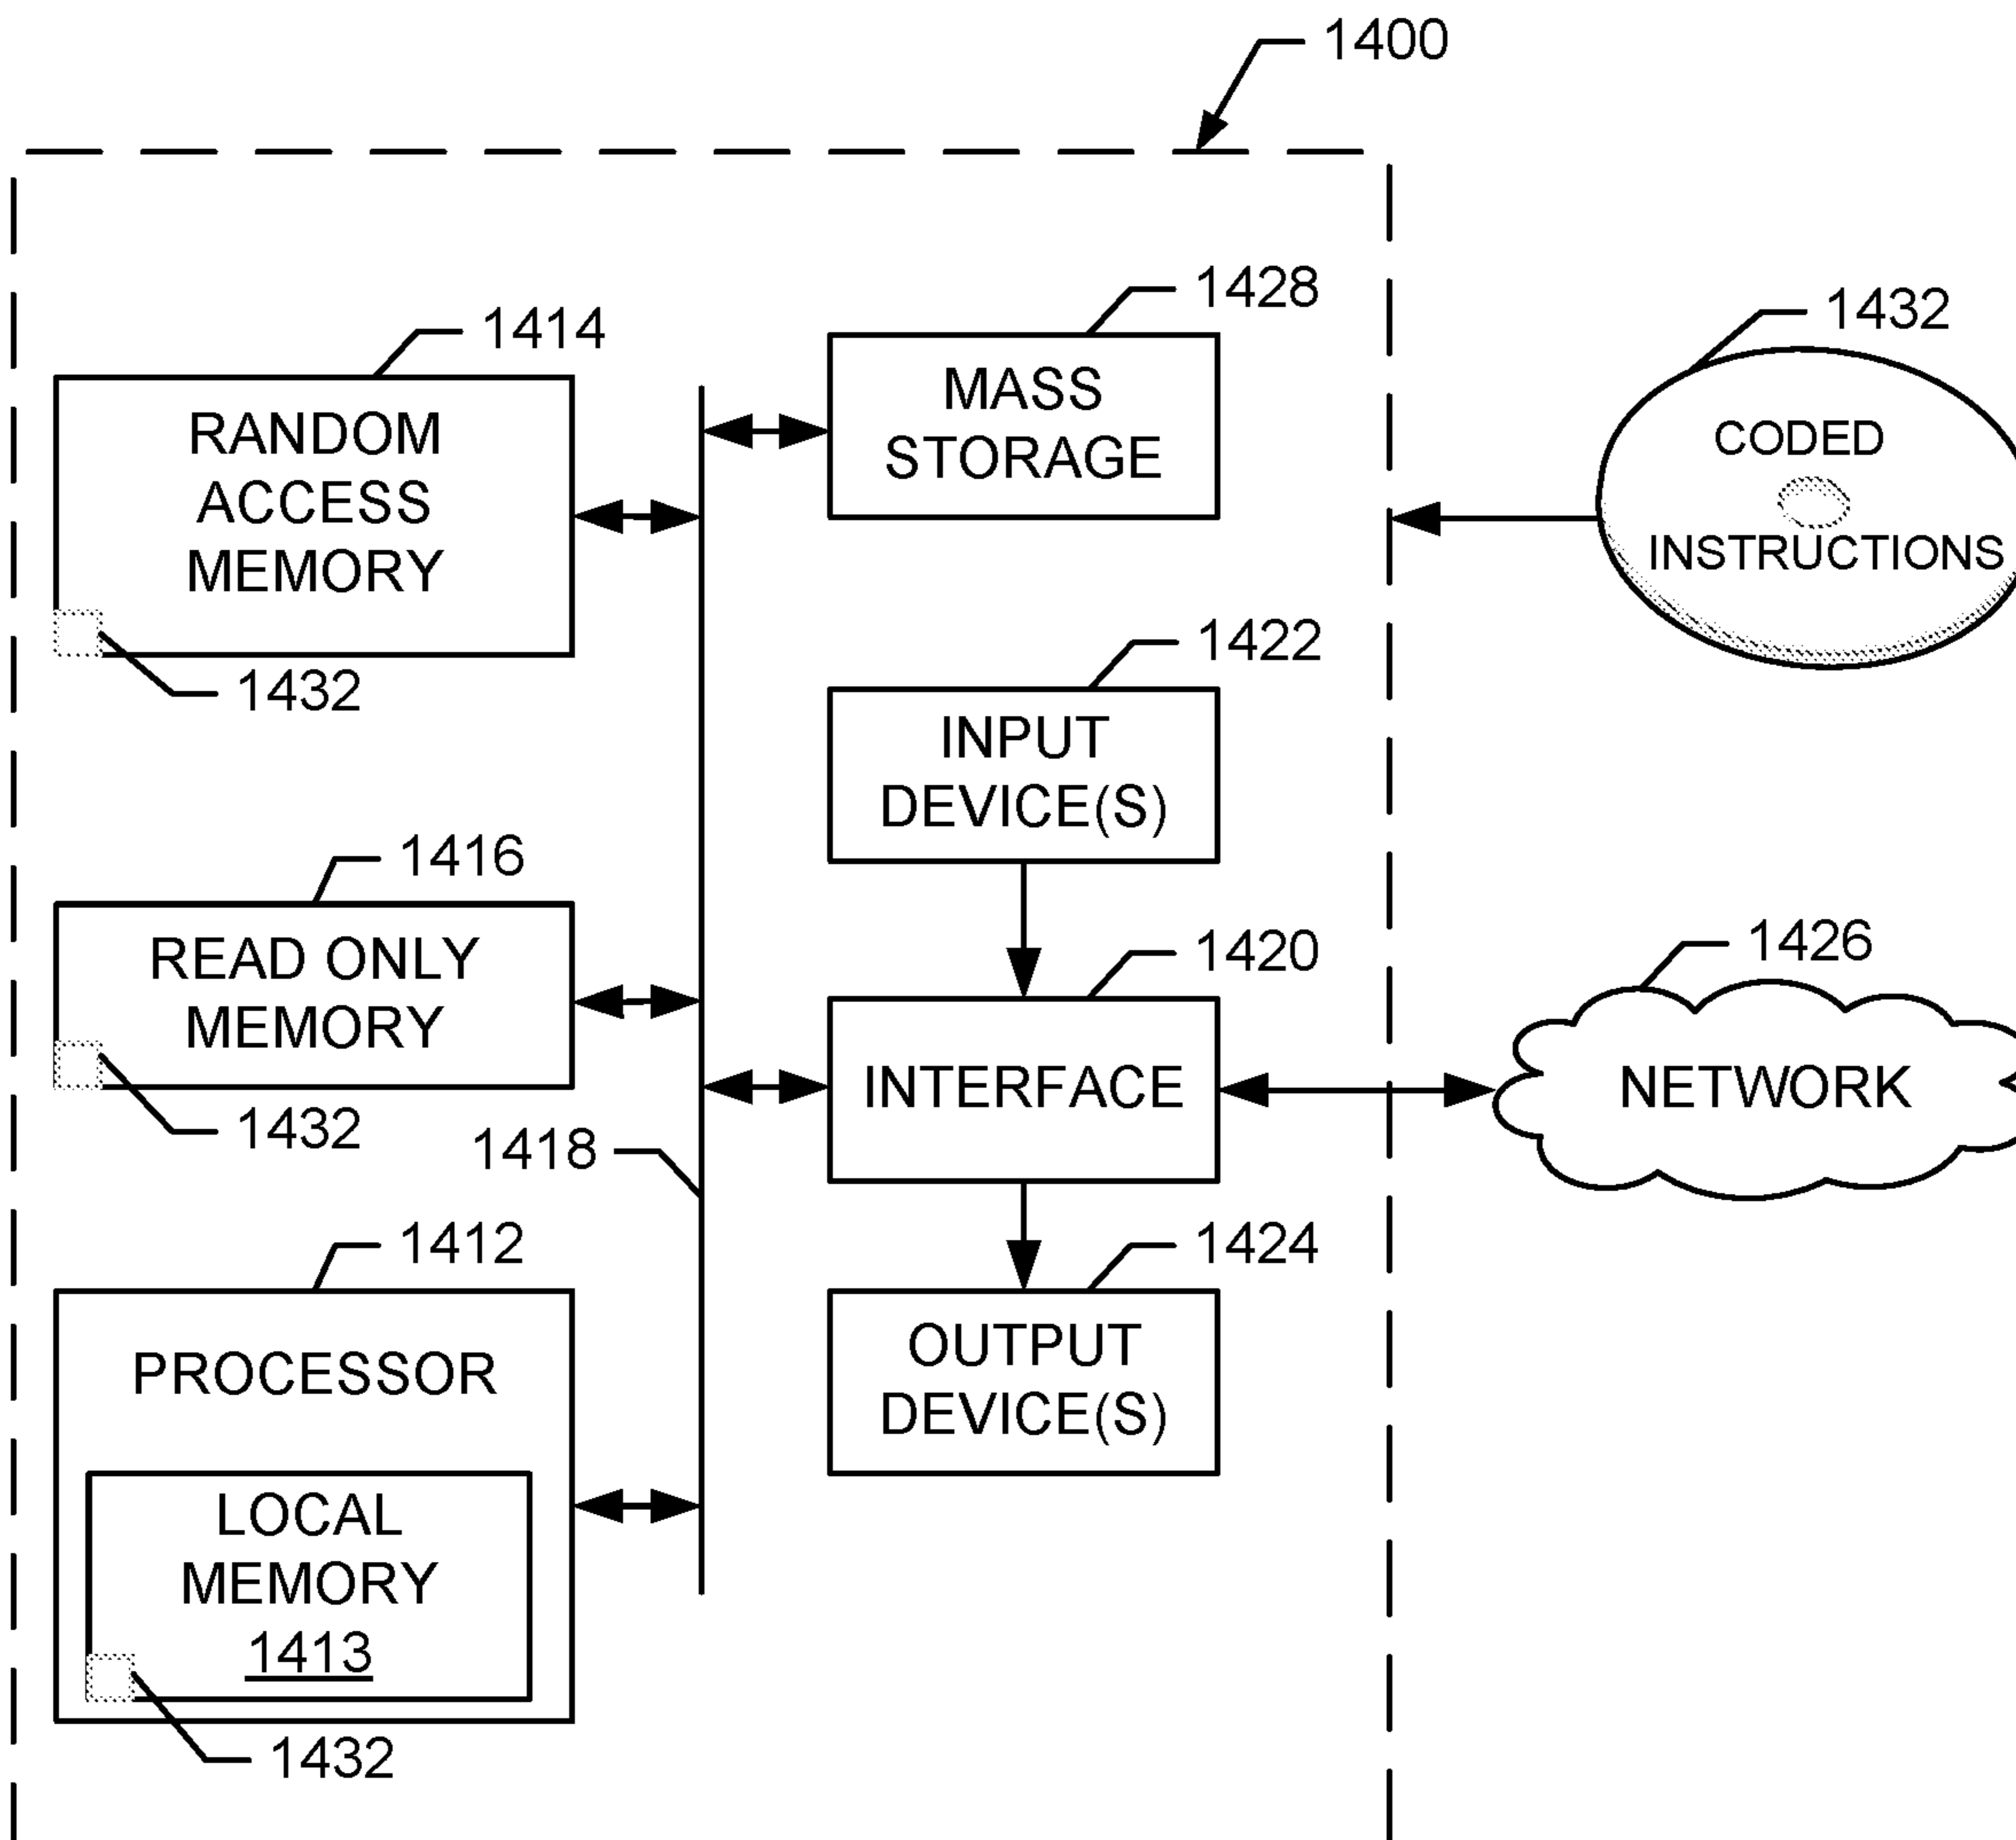 1400
1428
1432
1414
MASS
STORAGE
RANDOM
ACCESS
MEMORY
CODED
INSTRUCTIONS
1432
1422
INPUT
DEVICE(S)
1416
READ ONLY
MEMORY
1420
1426
INTERFACE
NETWORK
1432
1418
1412
1424
PROCESSOR
OUTPUT
DEVICE(S)
LOCAL
MEMORY
1413
1432